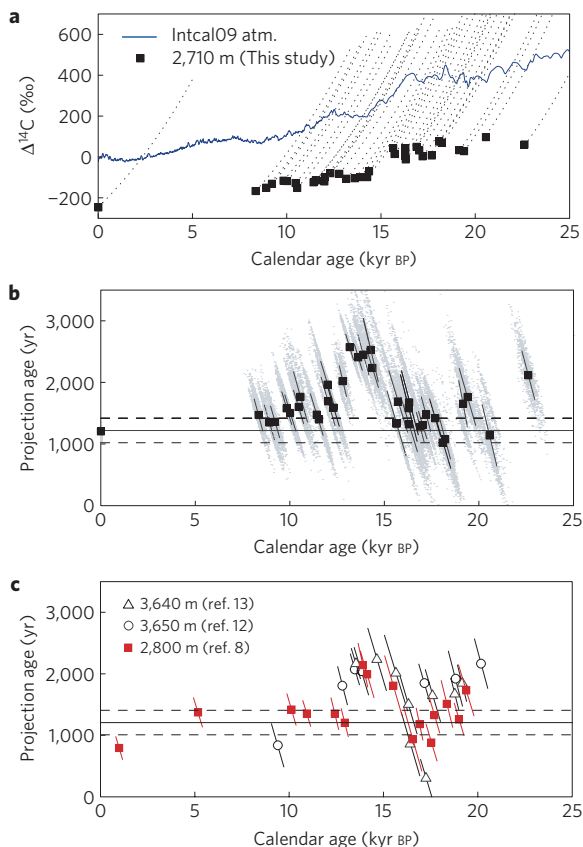 a
600
400
200
0
−200
Δ¹⁴C (‰)
Intcal09 atm.
2,710 m (This study)
0 5 10 15 20 25
Calendar age (kyr BP)
b
3,000
2,000
1,000
0
Projection age (yr)
0 5 10 15 20 25
Calendar age (kyr BP)
c
3,000
2,000
1,000
0
Projection age (yr)
3,640 m (ref. 13)
3,650 m (ref. 12)
2,800 m (ref. 8)
0 5 10 15 20 25
Calendar age (kyr BP)